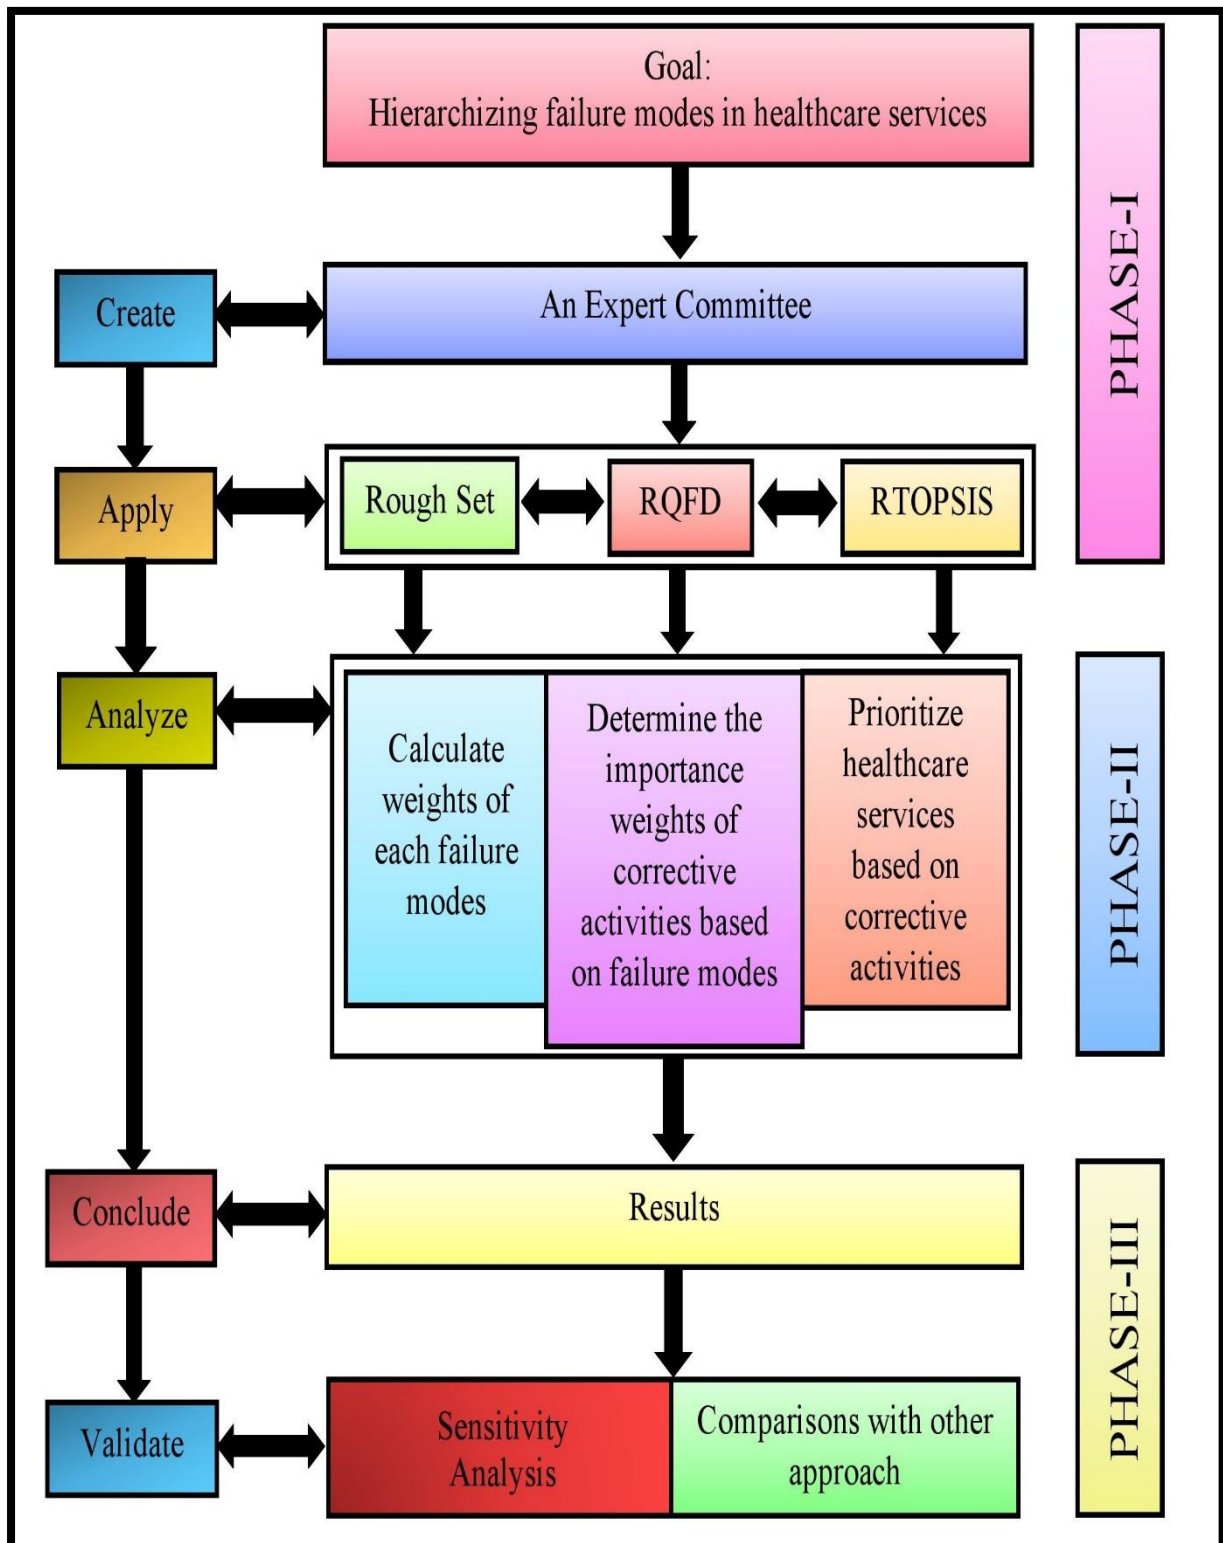 Goal:
Hierarchizing failure modes in healthcare services
PHASE-I
Create
An Expert Committee
Apply
Rough Set
RQFD
RTOPSIS
Analyze
Calculate
weights of
each failure
modes
Determine the
importance
weights of
corrective
activities based
on failure modes
Prioritize
healthcare
services
based on
corrective
activities
PHASE-II
Conclude
Results
PHASE-III
Validate
Sensitivity
Analysis
Comparisons with other
approach